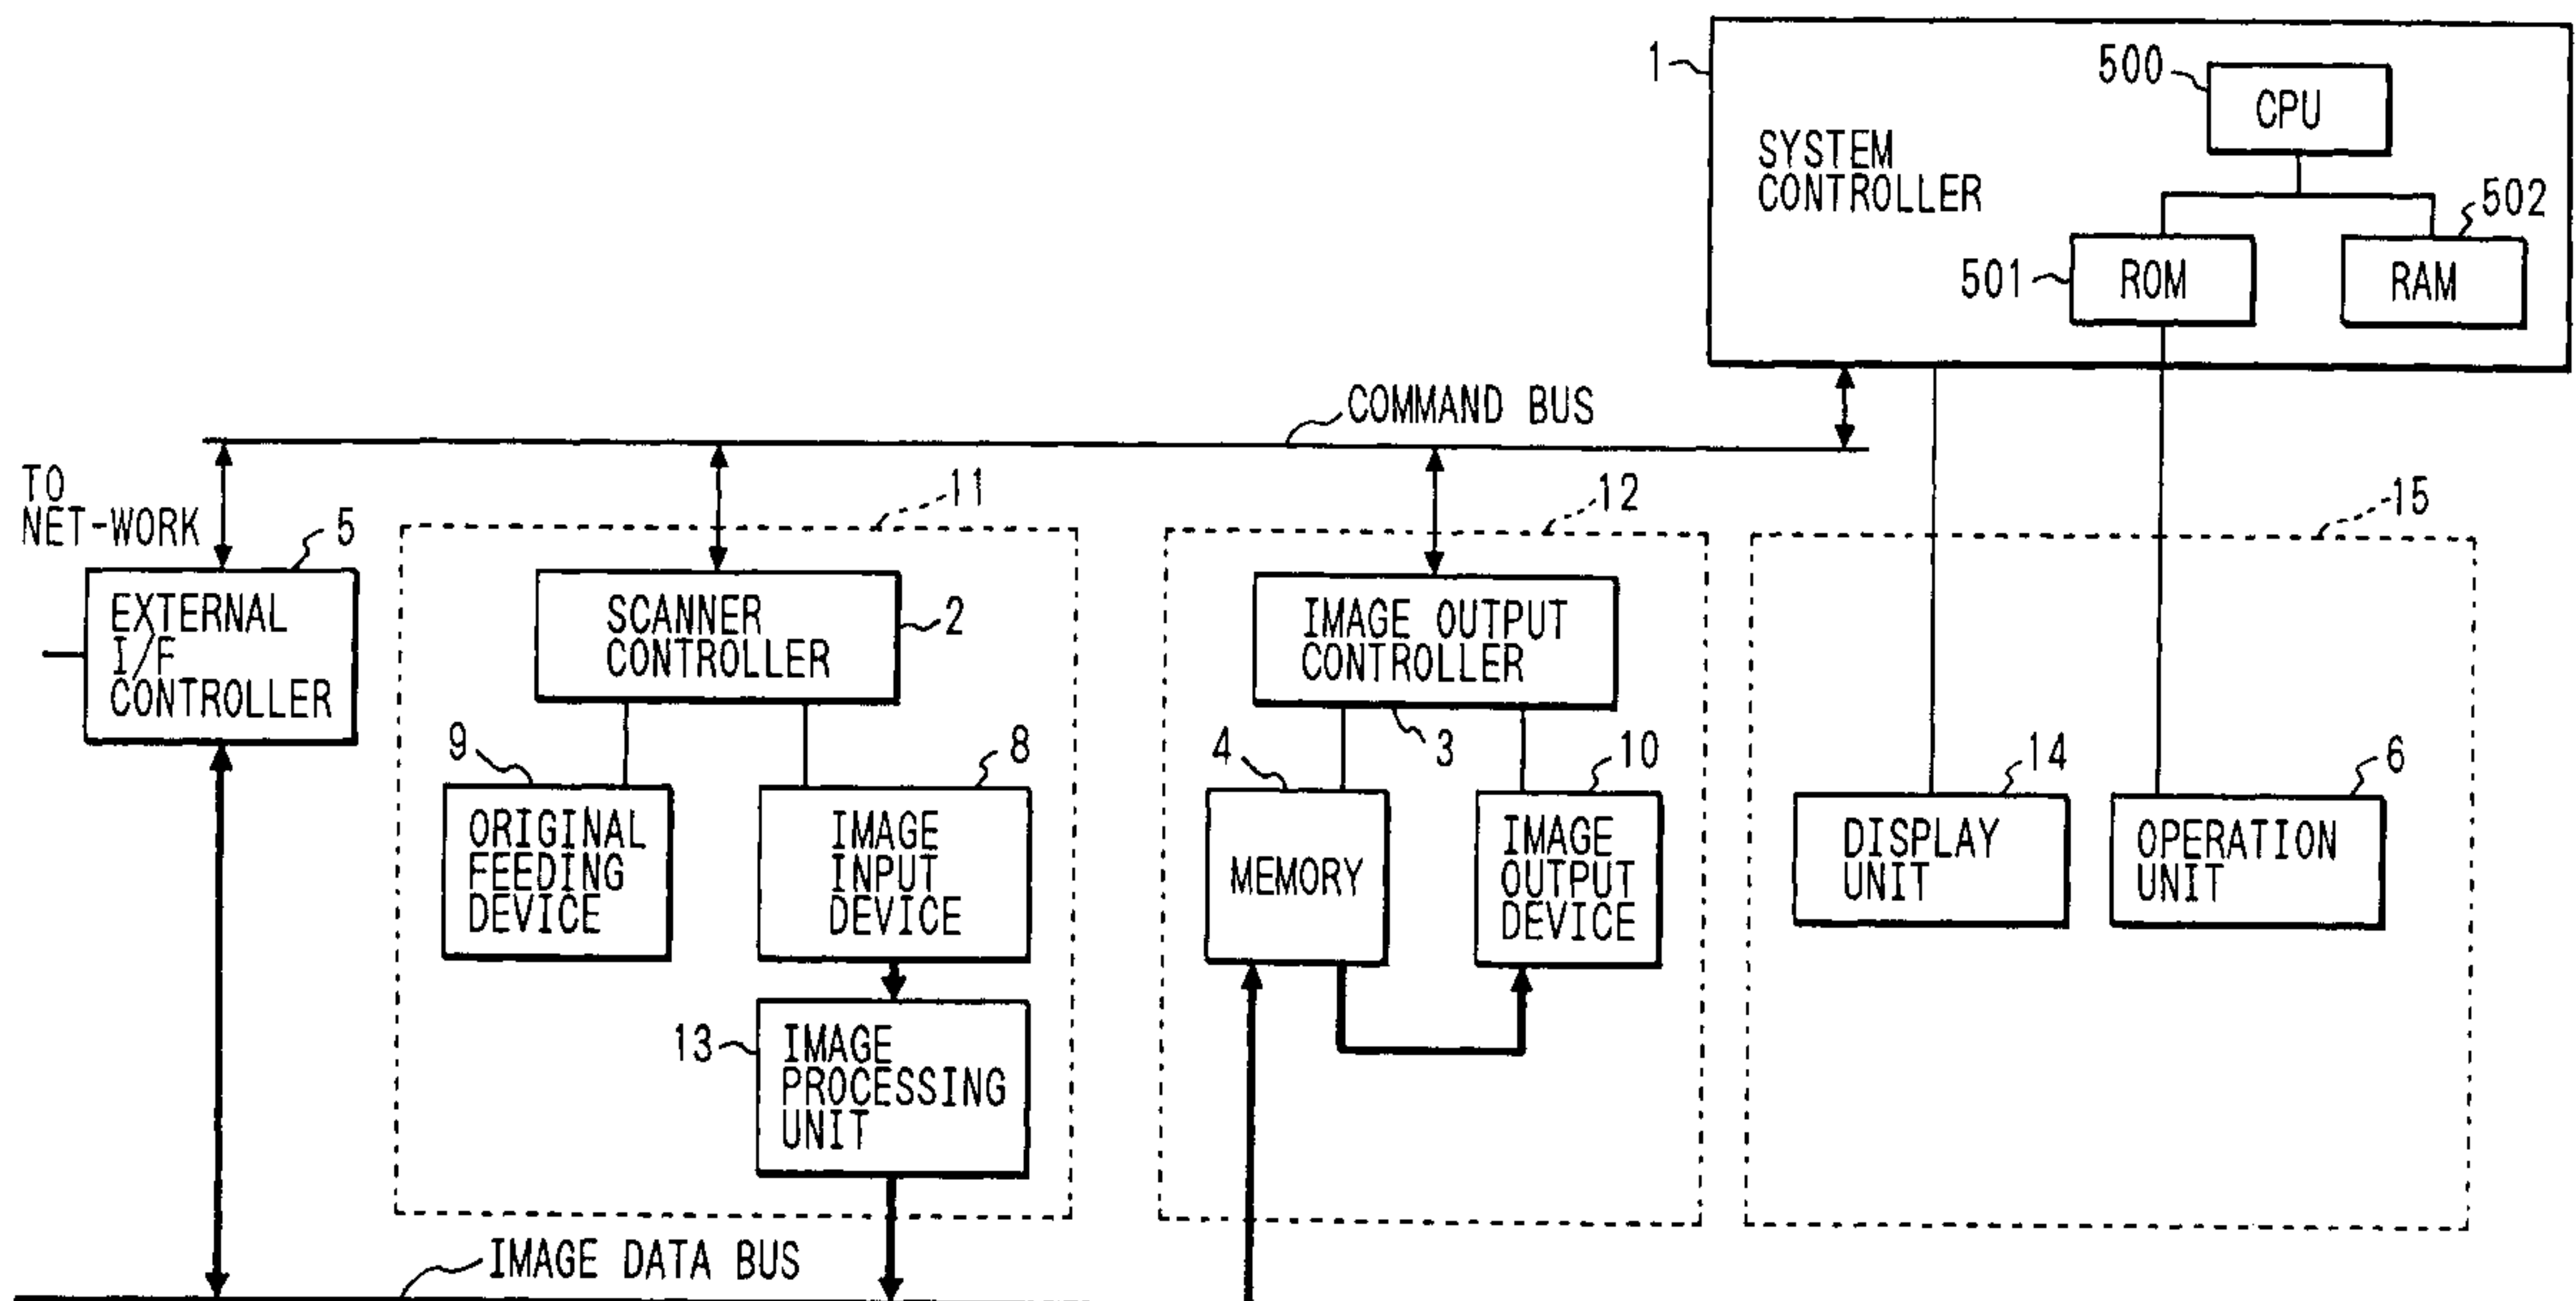 1
500
CPU
SYSTEM
CONTROLLER
502
501
ROM
RAM
COMMAND BUS
TO
NET-WORK
5
11
12
15
EXTERNAL
I/F
CONTROLLER
SCANNER
CONTROLLER
2
IMAGE OUTPUT
CONTROLLER
3
9
8
4
10
14
6
ORIGINAL
FEEDING
DEVICE
IMAGE
INPUT
DEVICE
MEMORY
IMAGE
OUTPUT
DEVICE
DISPLAY
UNIT
OPERATION
UNIT
13
IMAGE
PROCESSING
UNIT
IMAGE DATA BUS